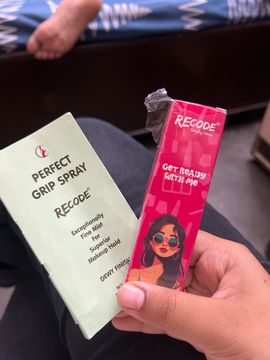 PERFECT
GRIP SPRAY
RECODE®
Exceptionally
Fine Mist
For
Superior
Makeup Hold
DEWY FINISH
RECODE®
GET READY
WITH ME